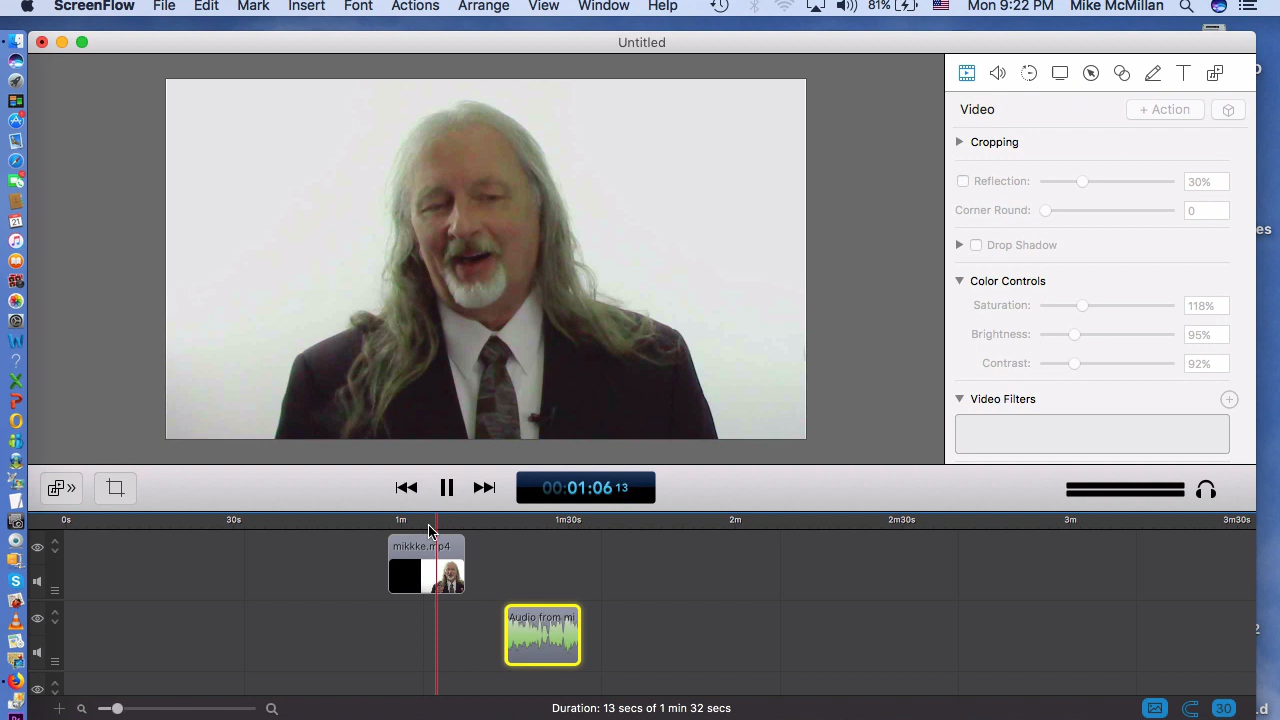 ScreenFlow File Edit Mark Insert Font Actions Arrange View Window Help 81% Mon 9:22 PM Mike McMillan
Untitled
Video + Action
Cropping
Reflection: 30%
Corner Round: 0
Drop Shadow
Color Controls
Saturation: 118%
Brightness: 95%
Contrast: 92%
Video Filters
00:01:06 13
0s 30s 1m 1m30s 2m 2m30s 3m 3m30s
mikkke.mp4
Audio from mi
Duration: 13 secs of 1 min 32 secs
30